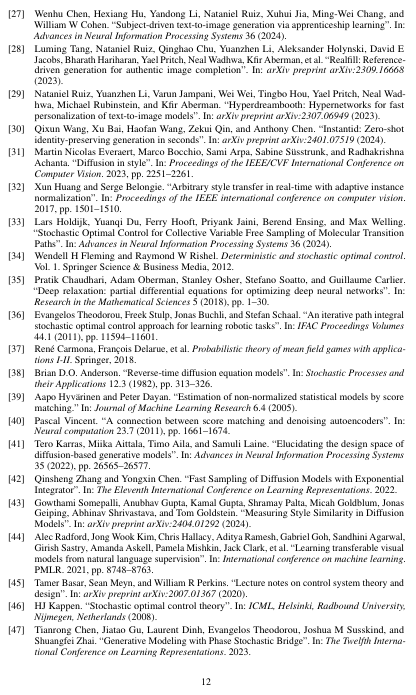 [27] Wenhu Chen, Hexiang Hu, Yandong Li, Nataniel Ruiz, Xuhui Jia, Ming-Wei Chang, and
William W Cohen. “Subject-driven text-to-image generation via apprenticeship learning”. In:
Advances in Neural Information Processing Systems 36 (2024).
[28] Luming Tang, Nataniel Ruiz, Qinghao Chu, Yuanzhen Li, Aleksander Holynski, David E
Jacobs, Bharath Hariharan, Yael Pritch, Neal Wadhwa, Kfir Aberman, et al. “Realfill: Reference-
driven generation for authentic image completion”. In: arXiv preprint arXiv:2309.16668
(2023).
[29] Nataniel Ruiz, Yuanzhen Li, Varun Jampani, Wei Wei, Tingbo Hou, Yael Pritch, Neal Wad-
hwa, Michael Rubinstein, and Kfir Aberman. “Hyperdreambooth: Hypernetworks for fast
personalization of text-to-image models”. In: arXiv preprint arXiv:2307.06949 (2023).
[30] Qixun Wang, Xu Bai, Haofan Wang, Zekui Qin, and Anthony Chen. “Instantid: Zero-shot
identity-preserving generation in seconds”. In: arXiv preprint arXiv:2401.07519 (2024).
[31] Martin Nicolas Everaert, Marco Bocchio, Sami Arpa, Sabine Süsstrunk, and Radhakrishna
Achanta. “Diffusion in style”. In: Proceedings of the IEEE/CVF International Conference on
Computer Vision. 2023, pp. 2251–2261.
[32] Xun Huang and Serge Belongie. “Arbitrary style transfer in real-time with adaptive instance
normalization”. In: Proceedings of the IEEE international conference on computer vision.
2017, pp. 1501–1510.
[33] Lars Holdijk, Yuanqi Du, Ferry Hooft, Priyank Jaini, Berend Ensing, and Max Welling.
“Stochastic Optimal Control for Collective Variable Free Sampling of Molecular Transition
Paths”. In: Advances in Neural Information Processing Systems 36 (2024).
[34] Wendell H Fleming and Raymond W Rishel. Deterministic and stochastic optimal control.
Vol. 1. Springer Science & Business Media, 2012.
[35] Pratik Chaudhari, Adam Oberman, Stanley Osher, Stefano Soatto, and Guillaume Carlier.
“Deep relaxation: partial differential equations for optimizing deep neural networks”. In:
Research in the Mathematical Sciences 5 (2018), pp. 1–30.
[36] Evangelos Theodorou, Freek Stulp, Jonas Buchli, and Stefan Schaal. “An iterative path integral
stochastic optimal control approach for learning robotic tasks”. In: IFAC Proceedings Volumes
44.1 (2011), pp. 11594–11601.
[37] René Carmona, François Delarue, et al. Probabilistic theory of mean field games with applica-
tions I-II. Springer, 2018.
[38] Brian D.O. Anderson. “Reverse-time diffusion equation models”. In: Stochastic Processes and
their Applications 12.3 (1982), pp. 313–326.
[39] Aapo Hyvärinen and Peter Dayan. “Estimation of non-normalized statistical models by score
matching.” In: Journal of Machine Learning Research 6.4 (2005).
[40] Pascal Vincent. “A connection between score matching and denoising autoencoders”. In:
Neural computation 23.7 (2011), pp. 1661–1674.
[41] Tero Karras, Miika Aittala, Timo Aila, and Samuli Laine. “Elucidating the design space of
diffusion-based generative models”. In: Advances in Neural Information Processing Systems
35 (2022), pp. 26565–26577.
[42] Qinsheng Zhang and Yongxin Chen. “Fast Sampling of Diffusion Models with Exponential
Integrator”. In: The Eleventh International Conference on Learning Representations. 2022.
[43] Gowthami Somepalli, Anubhav Gupta, Kamal Gupta, Shramay Palta, Micah Goldblum, Jonas
Geiping, Abhinav Shrivastava, and Tom Goldstein. “Measuring Style Similarity in Diffusion
Models”. In: arXiv preprint arXiv:2404.01292 (2024).
[44] Alec Radford, Jong Wook Kim, Chris Hallacy, Aditya Ramesh, Gabriel Goh, Sandhini Agarwal,
Girish Sastry, Amanda Askell, Pamela Mishkin, Jack Clark, et al. “Learning transferable visual
models from natural language supervision”. In: International conference on machine learning.
PMLR. 2021, pp. 8748–8763.
[45] Tamer Basar, Sean Meyn, and William R Perkins. “Lecture notes on control system theory and
design”. In: arXiv preprint arXiv:2007.01367 (2020).
[46] HJ Kappen. “Stochastic optimal control theory”. In: ICML, Helsinki, Radbound University,
Nijmegen, Netherlands (2008).
[47] Tianrong Chen, Jiatao Gu, Laurent Dinh, Evangelos Theodorou, Joshua M Susskind, and
Shuangfei Zhai. “Generative Modeling with Phase Stochastic Bridge”. In: The Twelfth Interna-
tional Conference on Learning Representations. 2023.
12